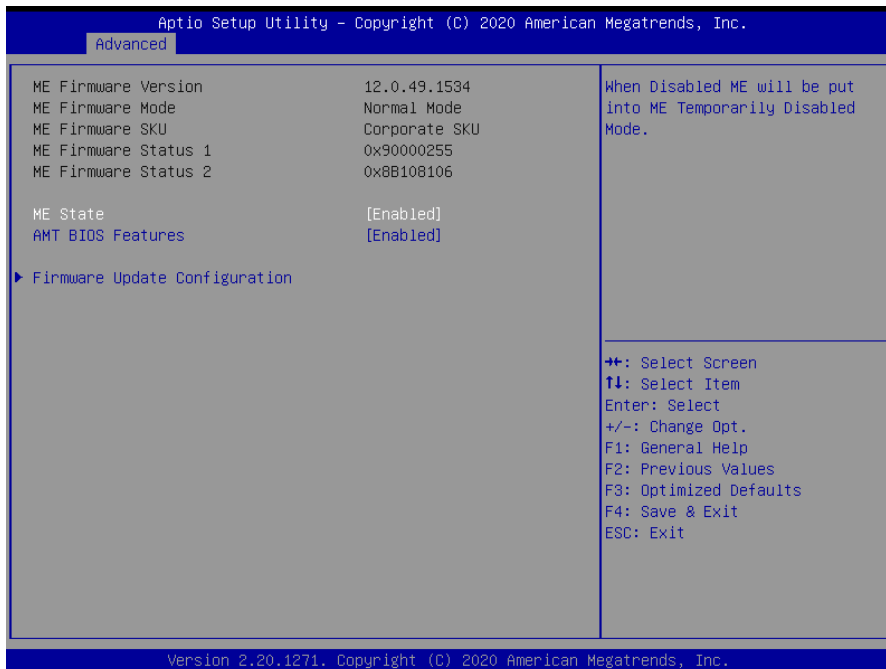 Aptio Setup Utility – Copyright (C) 2020 American Megatrends, Inc.
Advanced
ME Firmware Version 12.0.49.1534
ME Firmware Mode Normal Mode
ME Firmware SKU Corporate SKU
ME Firmware Status 1 0x90000255
ME Firmware Status 2 0x8B108106
ME State [Enabled]
AMT BIOS Features [Enabled]
Firmware Update Configuration
When Disabled ME will be put
into ME Temporarily Disabled
Mode.
→←: Select Screen
↑↓: Select Item
Enter: Select
+/-: Change Opt.
F1: General Help
F2: Previous Values
F3: Optimized Defaults
F4: Save & Exit
ESC: Exit
Version 2.20.1271. Copyright (C) 2020 American Megatrends, Inc.